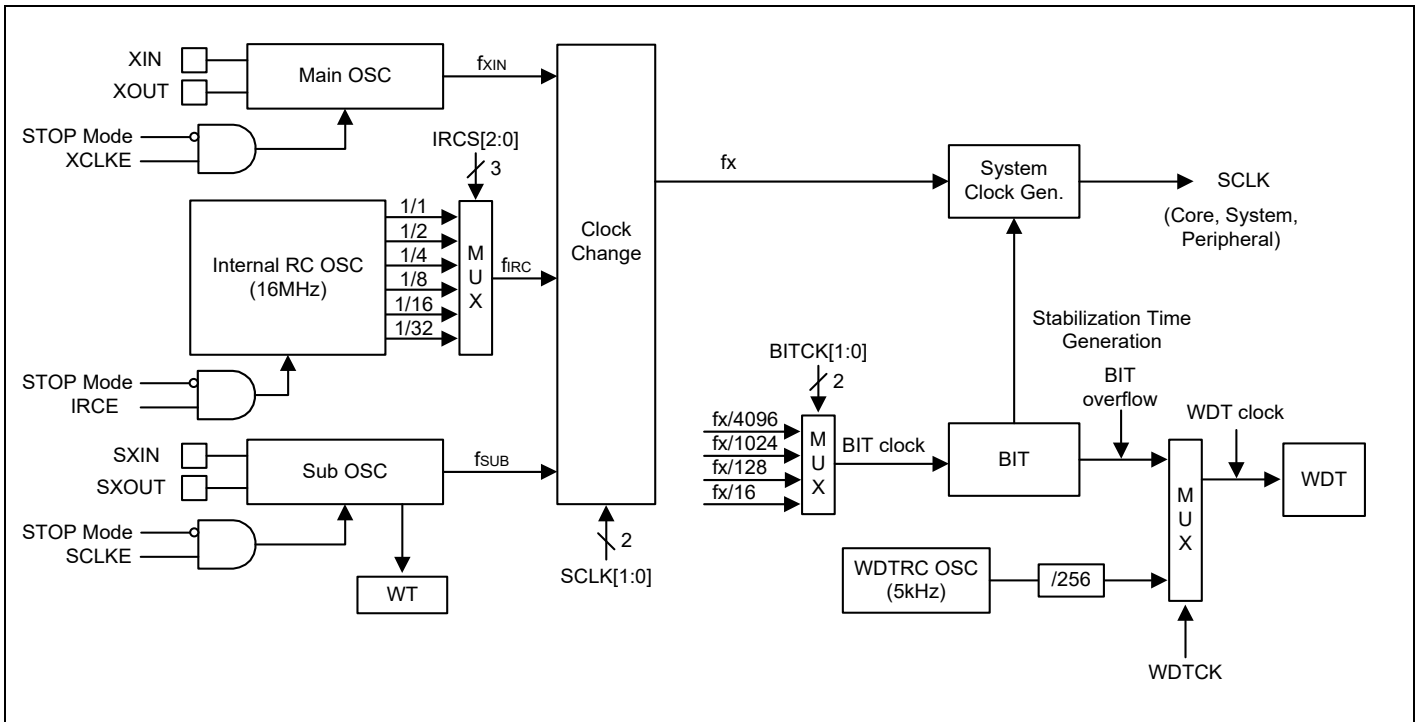 XIN
XOUT
Main OSC
fXIN
STOP Mode
XCLKE
IRCS[2:0]
3
Internal RC OSC
(16MHz)
1/1
1/2
1/4
1/8
1/16
1/32
M
U
X
fIRC
STOP Mode
IRCE
SXIN
SXOUT
Sub OSC
fSUB
STOP Mode
SCLKE
WT
Clock
Change
2
SCLK[1:0]
fx
System
Clock Gen.
SCLK
(Core, System,
Peripheral)
Stabilization Time
Generation
BITCK[1:0]
2
fx/4096
fx/1024
fx/128
fx/16
M
U
X
BIT clock
BIT
BIT
overflow
WDT clock
M
U
X
WDT
WDTRC OSC
(5kHz)
/256
WDTCK